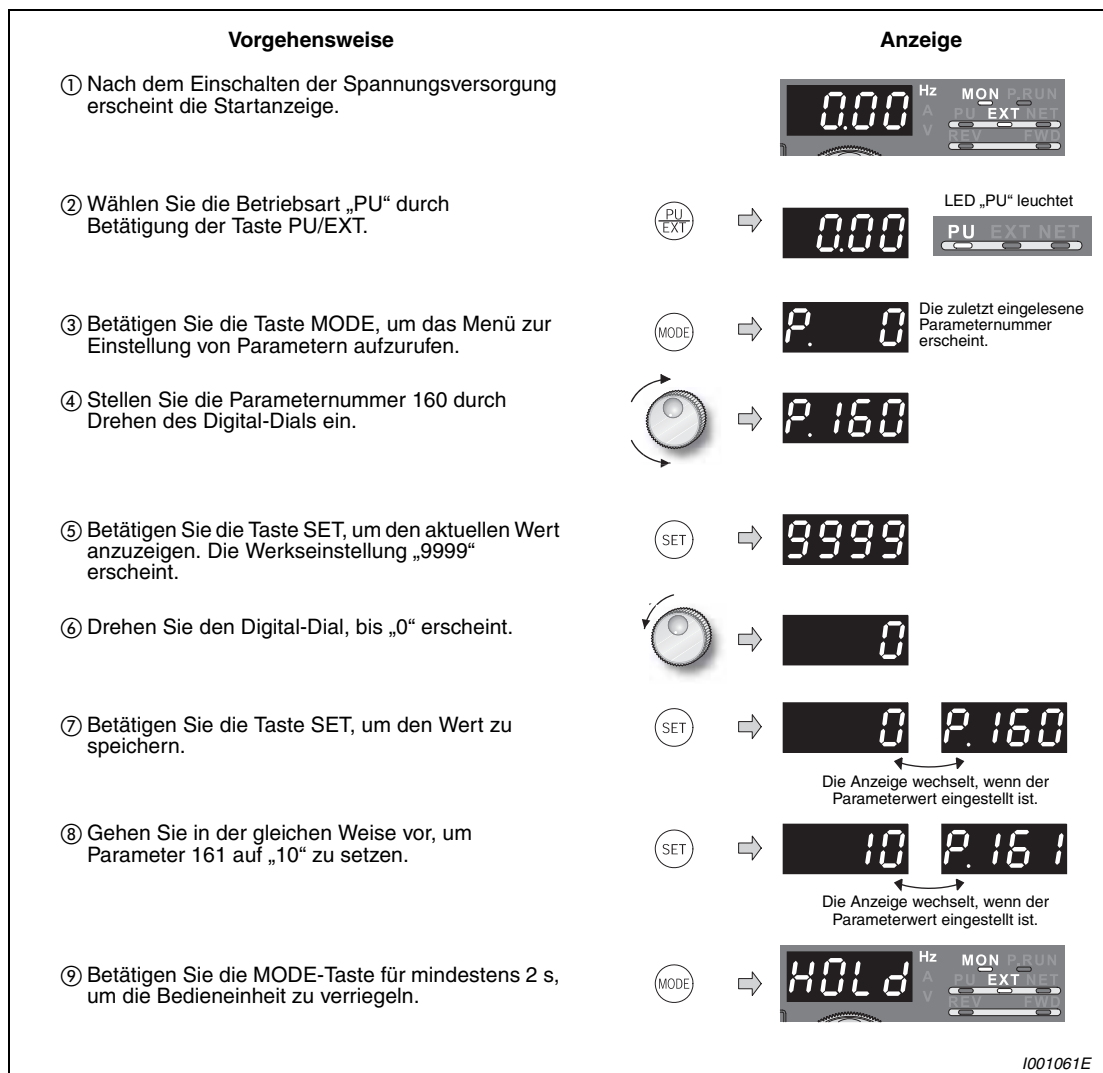 Vorgehensweise
Anzeige
① Nach dem Einschalten der Spannungsversorgung
erscheint die Startanzeige.
0.00
Hz
A
V
MON P.RUN
PU EXT NET
REV FWD
② Wählen Sie die Betriebsart „PU“ durch
Betätigung der Taste PU/EXT.
PU
EXT
0.00
LED „PU“ leuchtet
PU EXT NET
③ Betätigen Sie die Taste MODE, um das Menü zur
Einstellung von Parametern aufzurufen.
MODE
P. 0
Die zuletzt eingelesene
Parameternummer
erscheint.
④ Stellen Sie die Parameternummer 160 durch
Drehen des Digital-Dials ein.
P.160
⑤ Betätigen Sie die Taste SET, um den aktuellen Wert
anzuzeigen. Die Werkseinstellung „9999“
erscheint.
SET
9999
⑥ Drehen Sie den Digital-Dial, bis „0“ erscheint.
0
⑦ Betätigen Sie die Taste SET, um den Wert zu
speichern.
SET
0
P.160
Die Anzeige wechselt, wenn der
Parameterwert eingestellt ist.
⑧ Gehen Sie in der gleichen Weise vor, um
Parameter 161 auf „10“ zu setzen.
SET
10
P.161
Die Anzeige wechselt, wenn der
Parameterwert eingestellt ist.
⑨ Betätigen Sie die MODE-Taste für mindestens 2 s,
um die Bedieneinheit zu verriegeln.
MODE
HOLd
Hz
A
V
MON P.RUN
PU EXT NET
REV FWD
I001061E